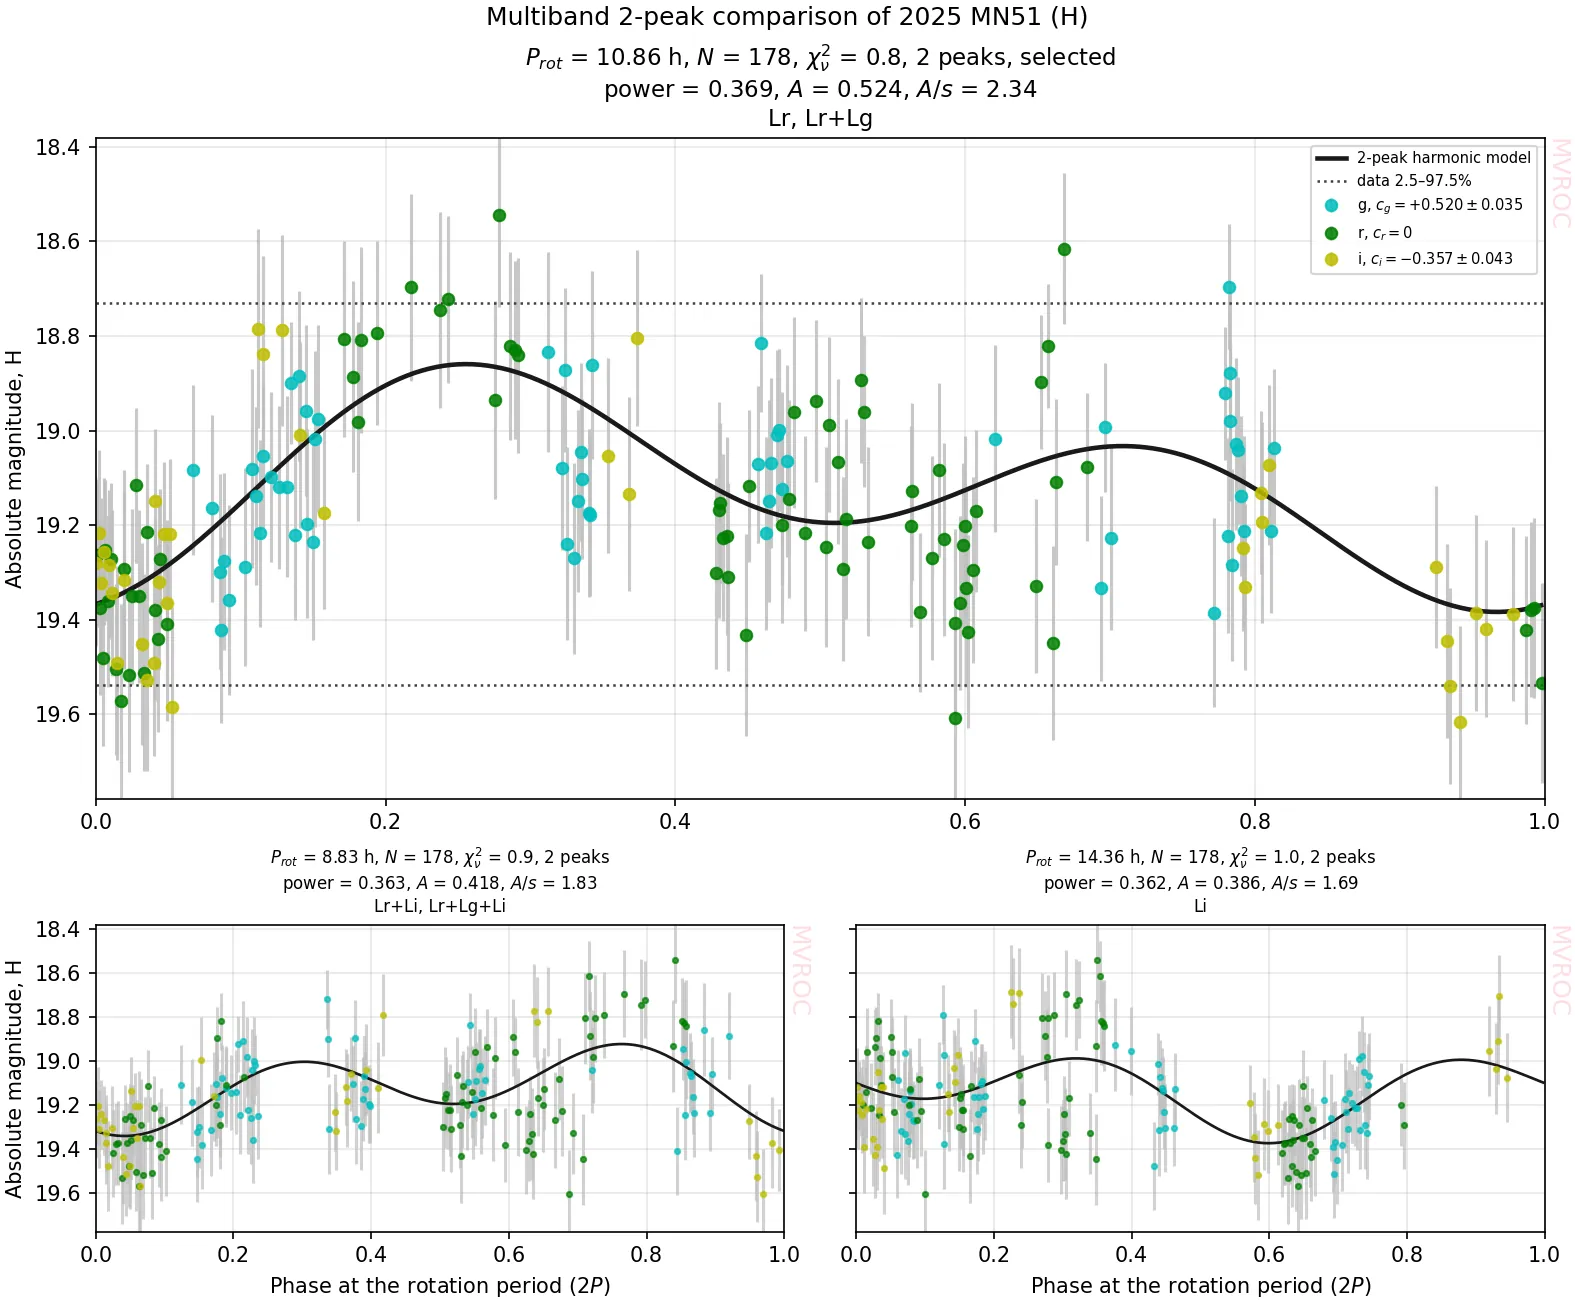 Multiband 2-peak comparison of 2025 MN51 (H)
P_rot = 10.86 h, N = 178, χ²_ν = 0.8, 2 peaks, selected
power = 0.369, A = 0.524, A/s = 2.34
Lr, Lr+Lg
18.4
18.6
18.8
19.0
19.2
19.4
19.6
Absolute magnitude, H
2-peak harmonic model
data 2.5–97.5%
g, c_g = +0.520 ± 0.035
r, c_r = 0
i, c_i = −0.357 ± 0.043
MVROC
0.0 0.2 0.4 0.6 0.8 1.0
P_rot = 8.83 h, N = 178, χ²_ν = 0.9, 2 peaks
power = 0.363, A = 0.418, A/s = 1.83
Lr+Li, Lr+Lg+Li
18.4
18.6
18.8
19.0
19.2
19.4
19.6
Absolute magnitude, H
MVROC
0.0 0.2 0.4 0.6 0.8 1.0
Phase at the rotation period (2P)
P_rot = 14.36 h, N = 178, χ²_ν = 1.0, 2 peaks
power = 0.362, A = 0.386, A/s = 1.69
Li
MVROC
0.0 0.2 0.4 0.6 0.8 1.0
Phase at the rotation period (2P)